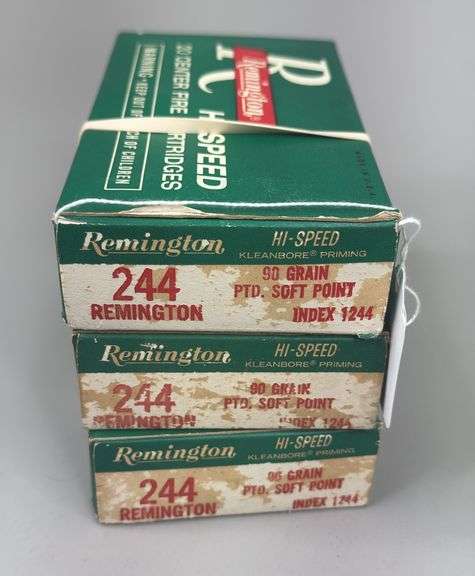 R
Remington
20 CENTER FIRE CARTRIDGES
HI-SPEED
WARNING: KEEP OUT OF REACH OF CHILDREN
Remington
HI-SPEED
KLEANBORE® PRIMING
244
REMINGTON
90 GRAIN
PTD. SOFT POINT
INDEX 1244
Remington
HI-SPEED
KLEANBORE® PRIMING
244
REMINGTON
90 GRAIN
PTD. SOFT POINT
INDEX 1244
Remington
HI-SPEED
KLEANBORE® PRIMING
244
REMINGTON
90 GRAIN
PTD. SOFT POINT
INDEX 1244